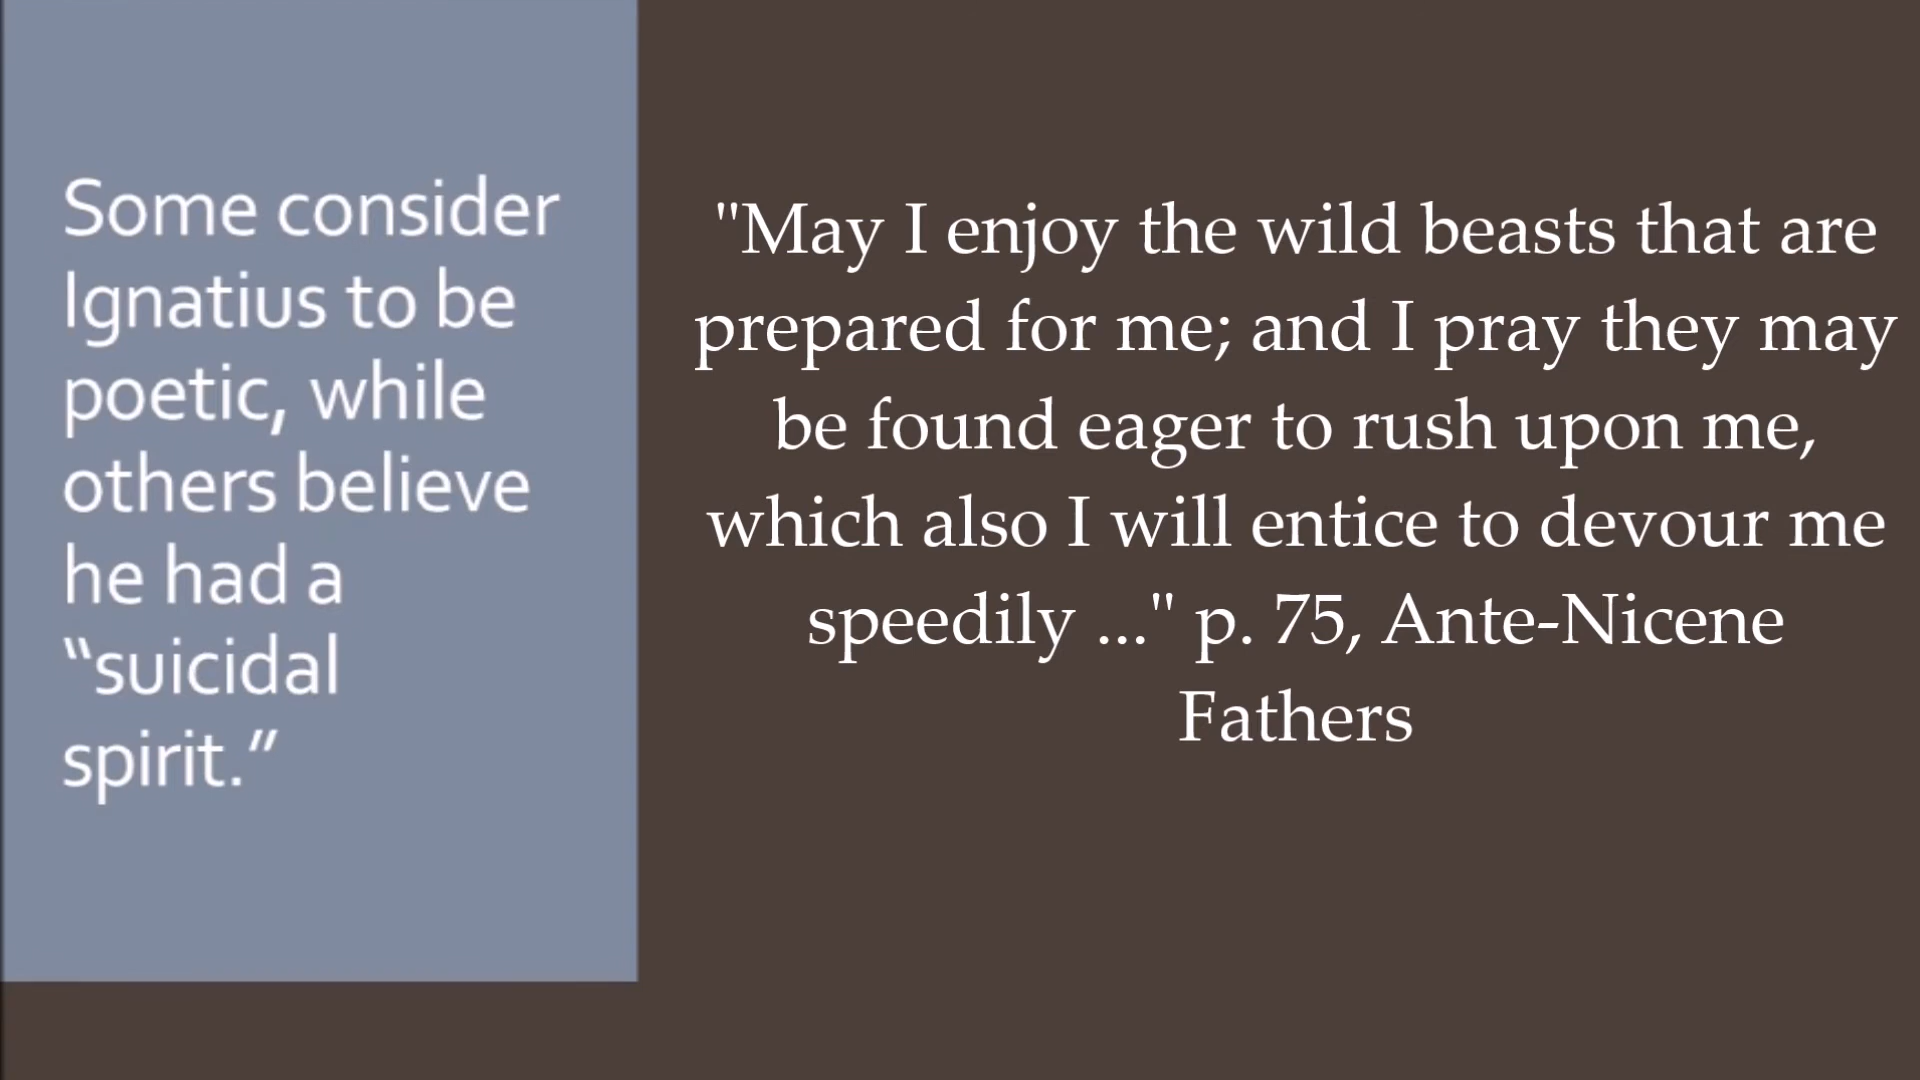 Some consider
Ignatius to be
poetic, while
others believe
he had a
“suicidal
spirit.”
"May I enjoy the wild beasts that are
prepared for me; and I pray they may
be found eager to rush upon me,
which also I will entice to devour me
speedily ..." p. 75, Ante-Nicene
Fathers